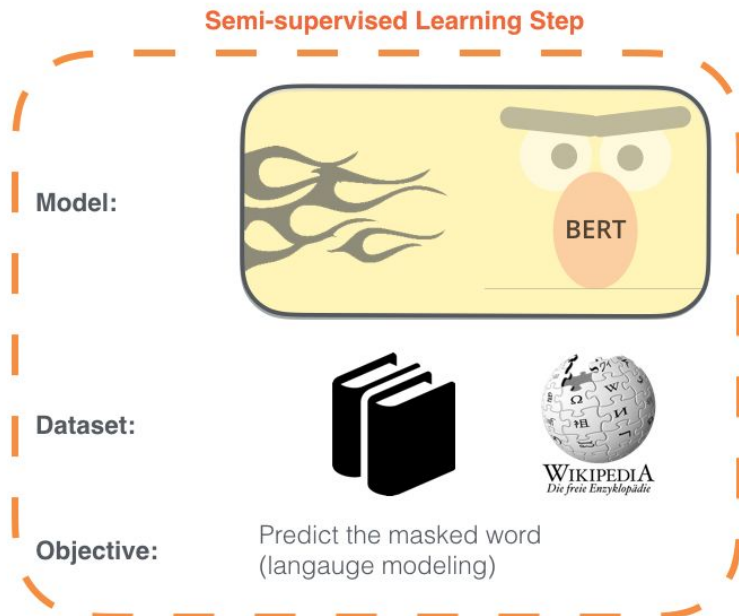 Semi-supervised Learning Step
Model:
BERT
Dataset:
WIKIPEDIA
Die freie Enzyklopädie
Objective:
Predict the masked word
(langauge modeling)